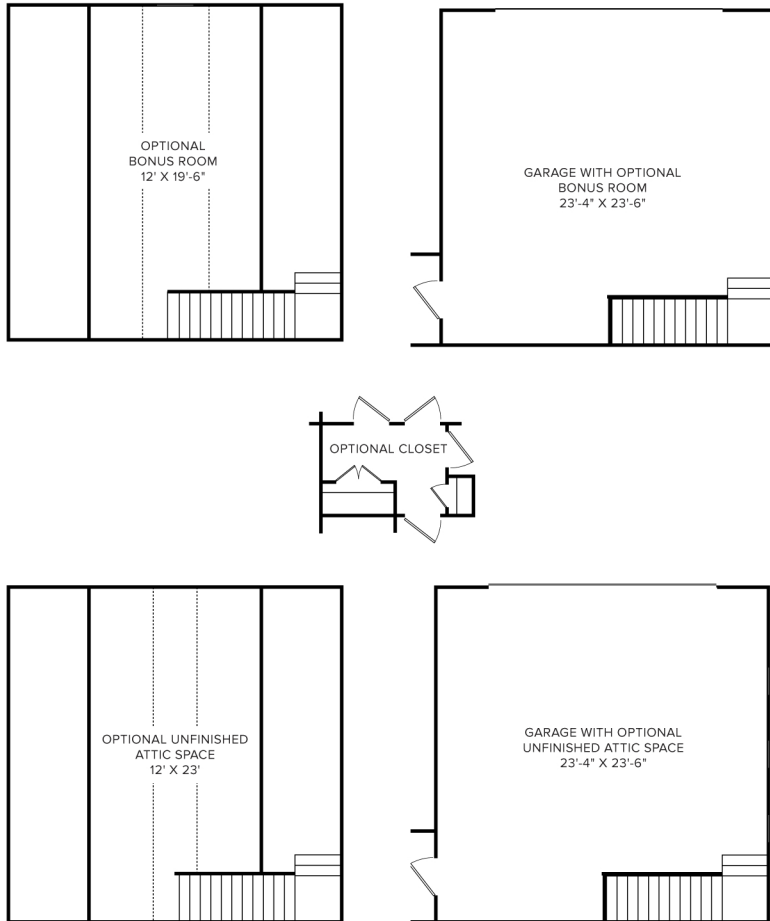 OPTIONAL
BONUS ROOM
12' X 19'-6"
GARAGE WITH OPTIONAL
BONUS ROOM
23'-4" X 23'-6"
OPTIONAL CLOSET
OPTIONAL UNFINISHED
ATTIC SPACE
12' X 23'
GARAGE WITH OPTIONAL
UNFINISHED ATTIC SPACE
23'-4" X 23'-6"